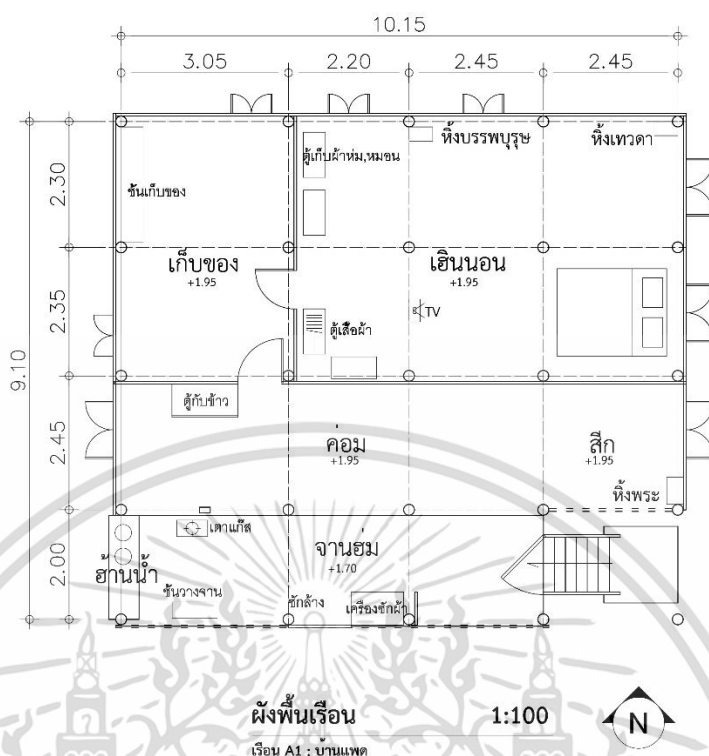 10.15
3.05 2.20 2.45 2.45
9.10
2.30
2.35
2.45
2.00
หิ้งบรรพบุรุษ
หิ้งเทวดา
ตู้เก็บผ้าห่ม,หมอน
ชั้นเก็บของ
เก็บของ
+1.95
เฮินนอน
+1.95
TV
ตู้เสื้อผ้า
ตู้กับข้าว
ค่อม
+1.95
สีก
+1.95
หิ้งพระ
เตาแก๊ส
จานฮ่ม
+1.70
ฮ้านน้ำ
ชั้นวางจาน
ซักล้าง
เครื่องซักผ้า
ผังพื้นเรือน 1:100
N
เรือน A1 : บ้านแพด